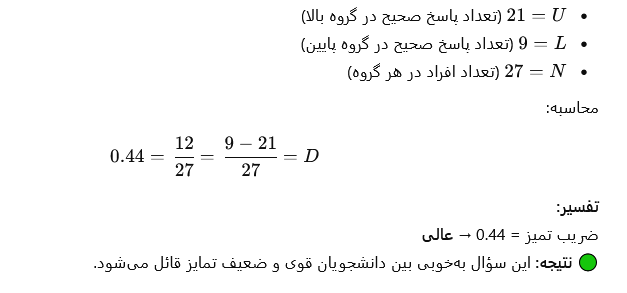 • U = 21 (تعداد پاسخ صحیح در گروه بالا)
• L = 9 (تعداد پاسخ صحیح در گروه پایین)
• N = 27 (تعداد افراد در هر گروه)
محاسبه:
0.44 = 12/27 = (9 − 21)/27 = D
تفسیر:
ضریب تمیز = 0.44 → عالی
نتیجه: این سؤال به‌خوبی بین دانشجویان قوی و ضعیف تمایز قائل می‌شود.